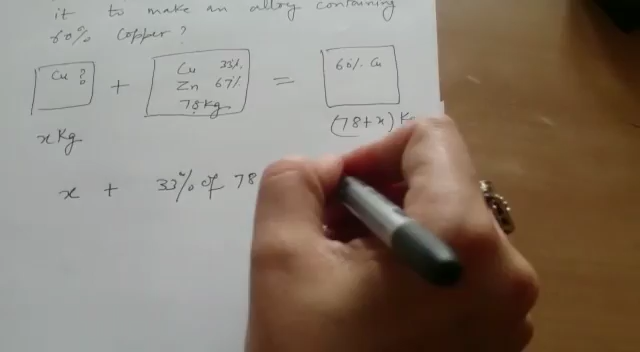 it to make an alloy containing
60% Copper ?
Cu ? + Cu 33% = 60% Cu
Zn 67%
78 kg
x Kg (78+x) K
x + 33% of 78